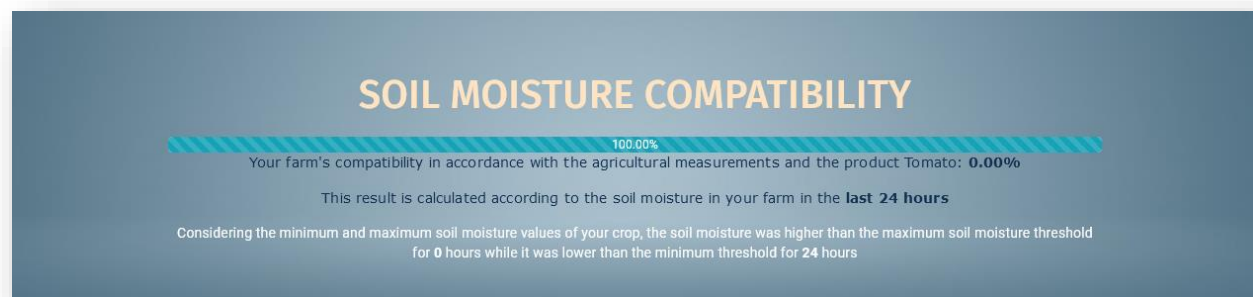 SOIL MOISTURE COMPATIBILITY
100.00%
Your farm's compatibility in accordance with the agricultural measurements and the product Tomato: 0.00%
This result is calculated according to the soil moisture in your farm in the last 24 hours
Considering the minimum and maximum soil moisture values of your crop, the soil moisture was higher than the maximum soil moisture threshold
for 0 hours while it was lower than the minimum threshold for 24 hours